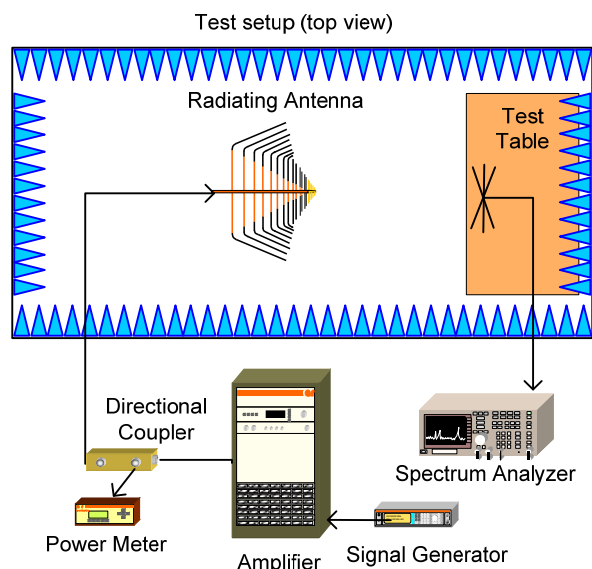 Test setup (top view)
Radiating Antenna
Test
Table
Directional
Coupler
Spectrum Analyzer
Power Meter
Amplifier
Signal Generator